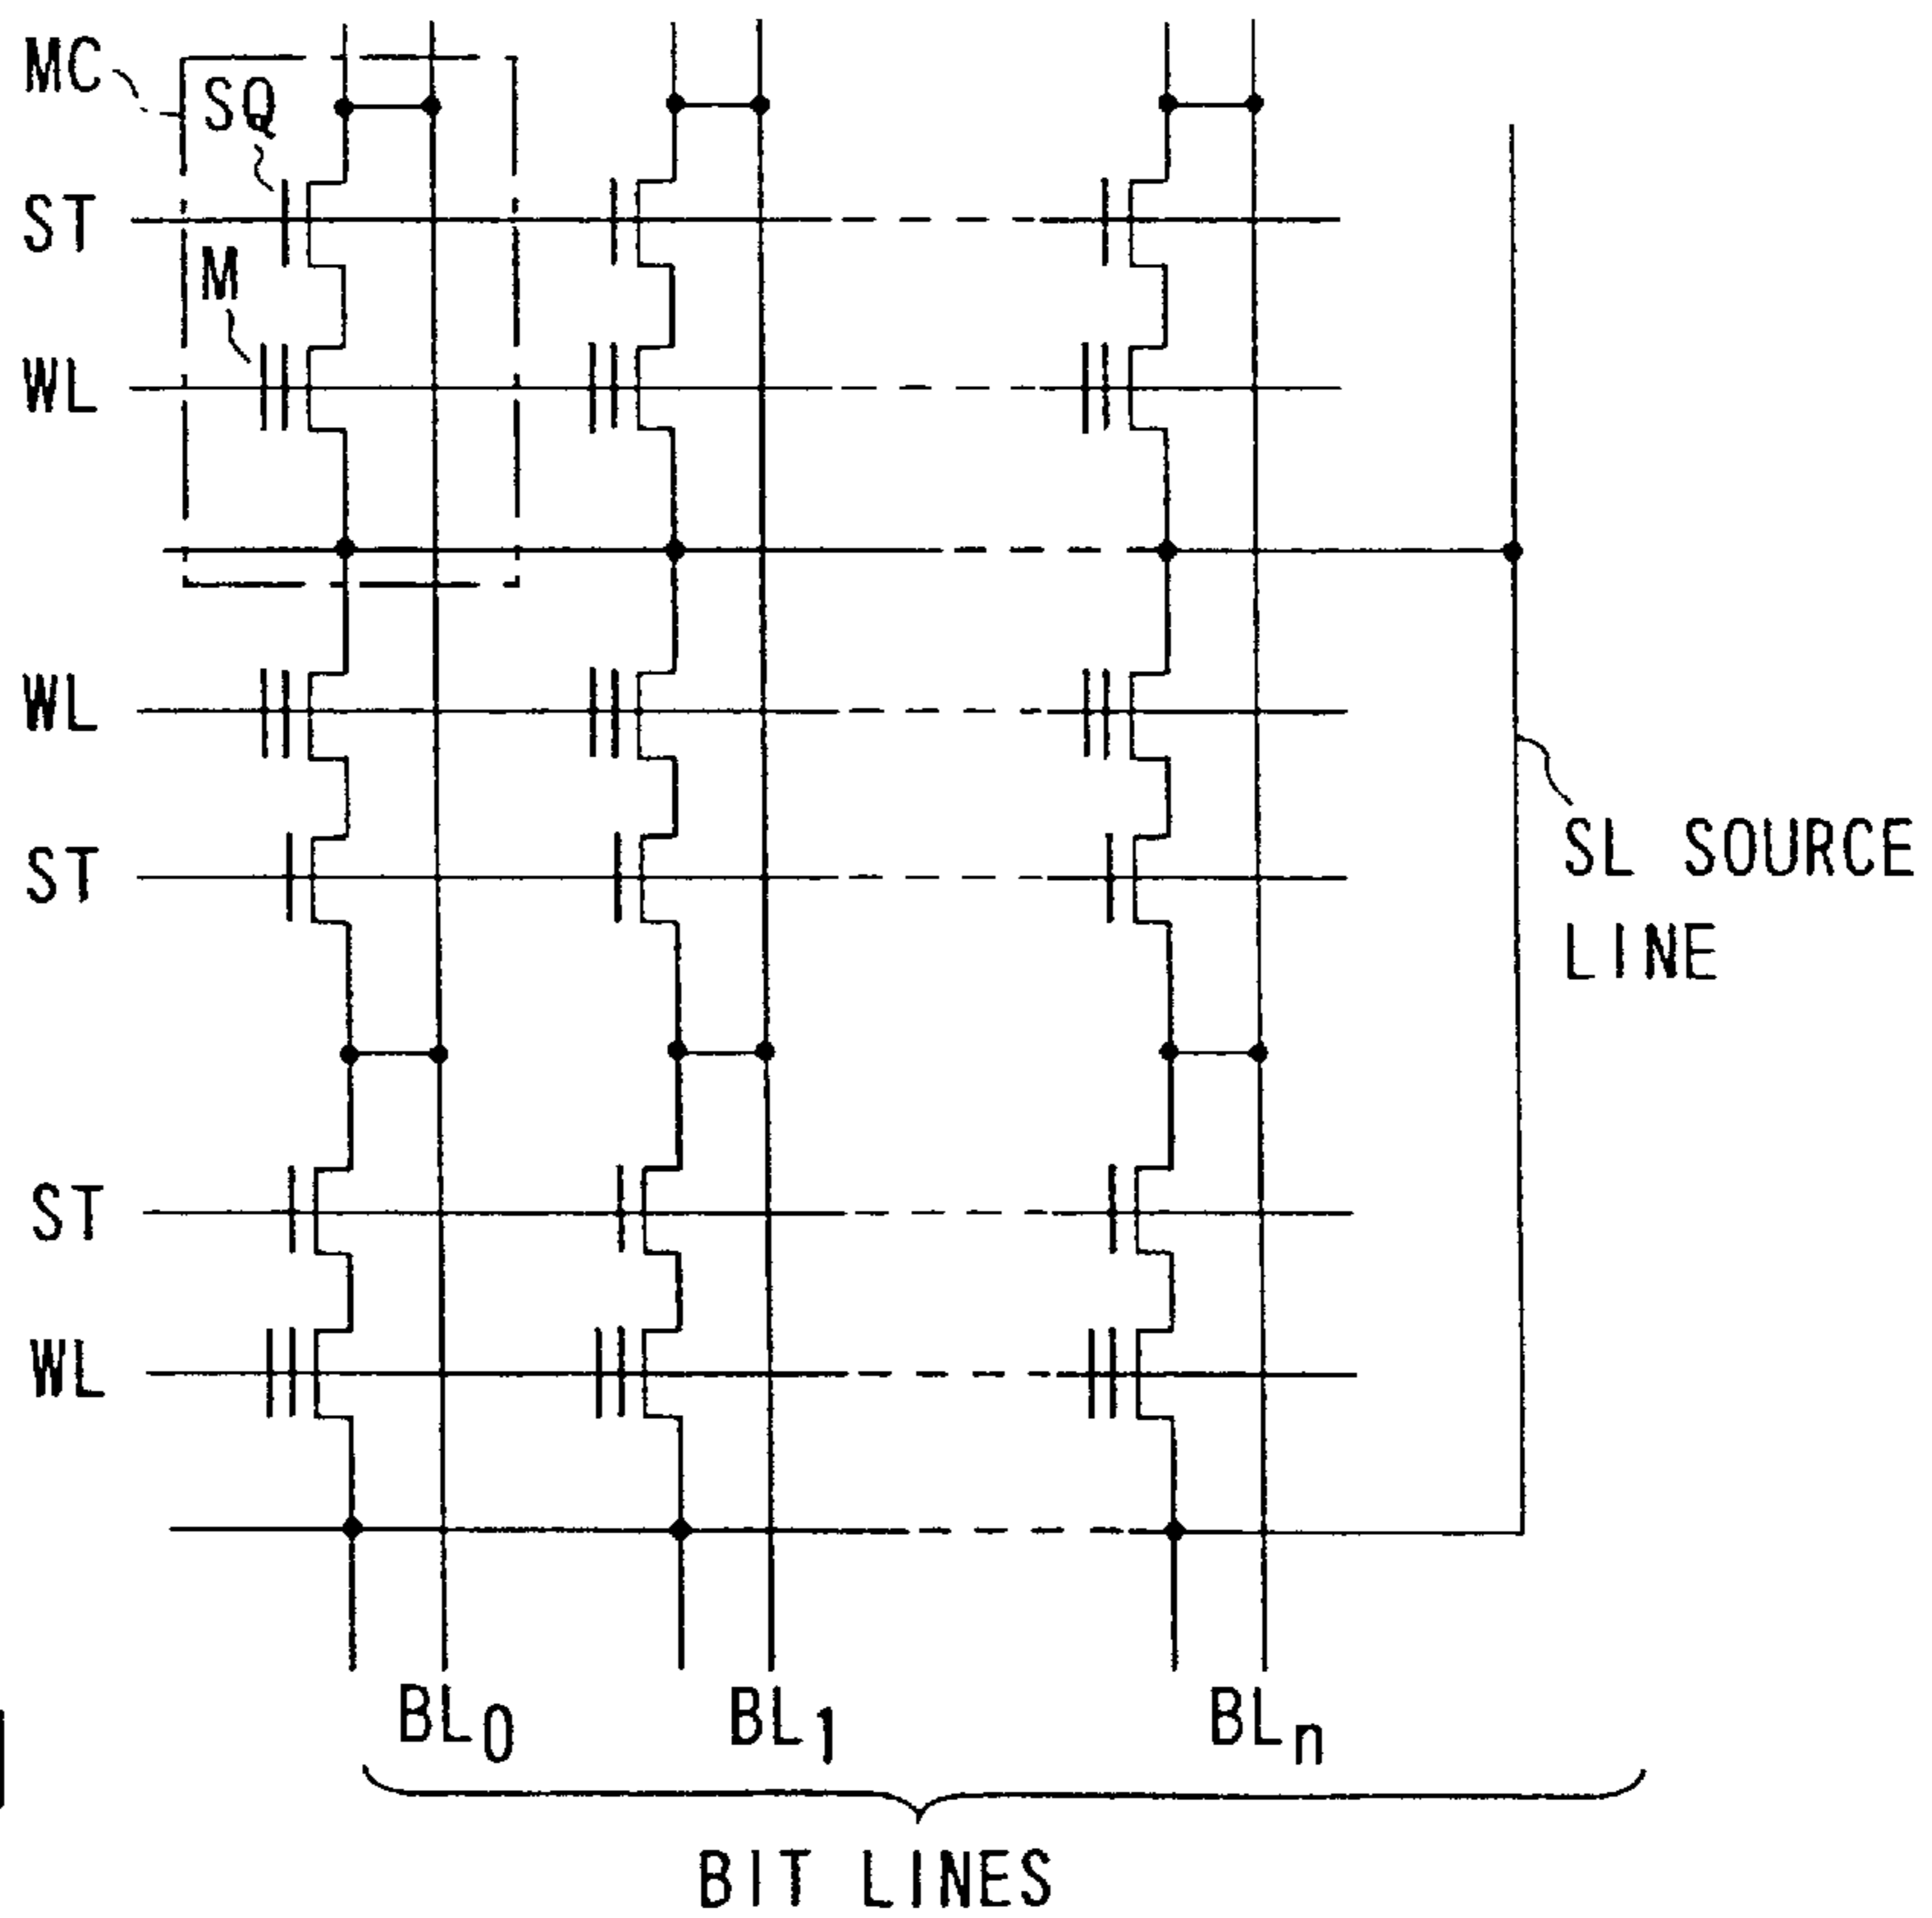 MC
SQ
ST
M
WL
WL
ST
SL SOURCE
LINE
ST
WL
BL0 BL1 BLn
BIT LINES